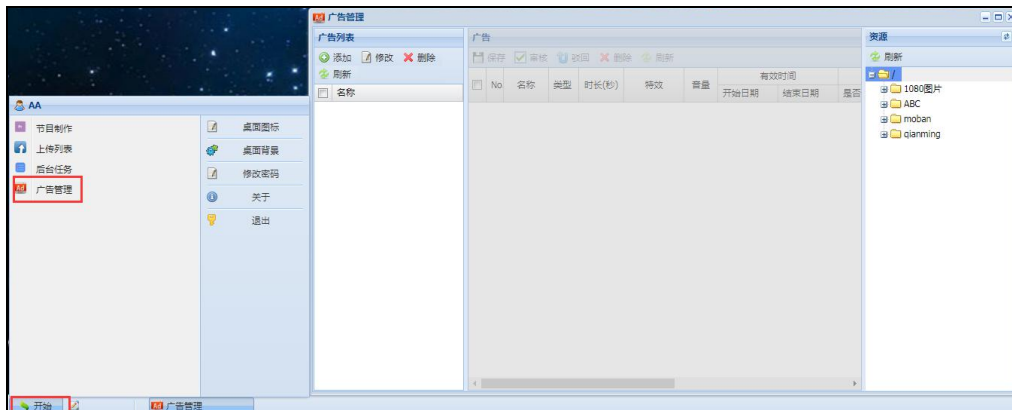 广告管理
广告列表
添加 修改 删除
刷新
名称
广告
保存 审核 驳回 删除 刷新
No 名称 类型 时长(秒) 特效 音量 有效时间
开始日期 结束日期 是否
资源
刷新
/
1080图片
ABC
moban
qianming
AA
节目制作
上传列表
后台任务
广告管理
桌面图标
桌面背景
修改密码
关于
退出
开始
广告管理